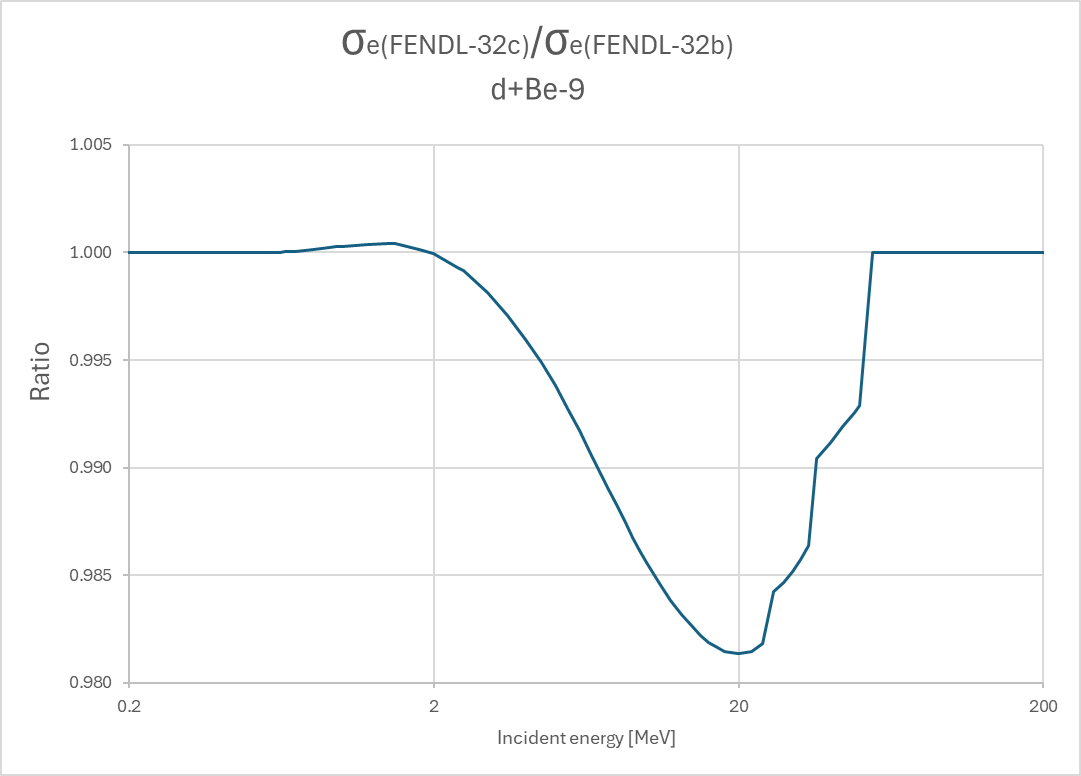 σe(FENDL-32c)/σe(FENDL-32b)
d+Be-9
1.005
1.000
0.995
0.990
0.985
0.980
Ratio
0.2 2 20 200
Incident energy [MeV]